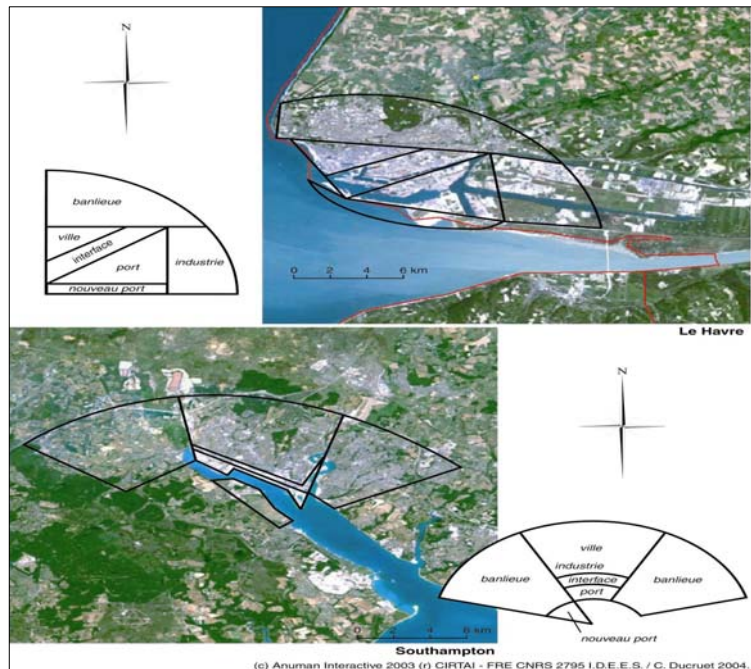 N
banlieue
ville
interface
port
industrie
nouveau port
0 2 4 6 km
Le Havre
N
ville
industrie
banlieue
interface
banlieue
port
nouveau port
0 2 4 6 km
Southampton
(c) Anuman Interactive 2003 (r) CIRTAI - FRE CNRS 2795 I.D.E.E.S. / C. Ducruet 2004.